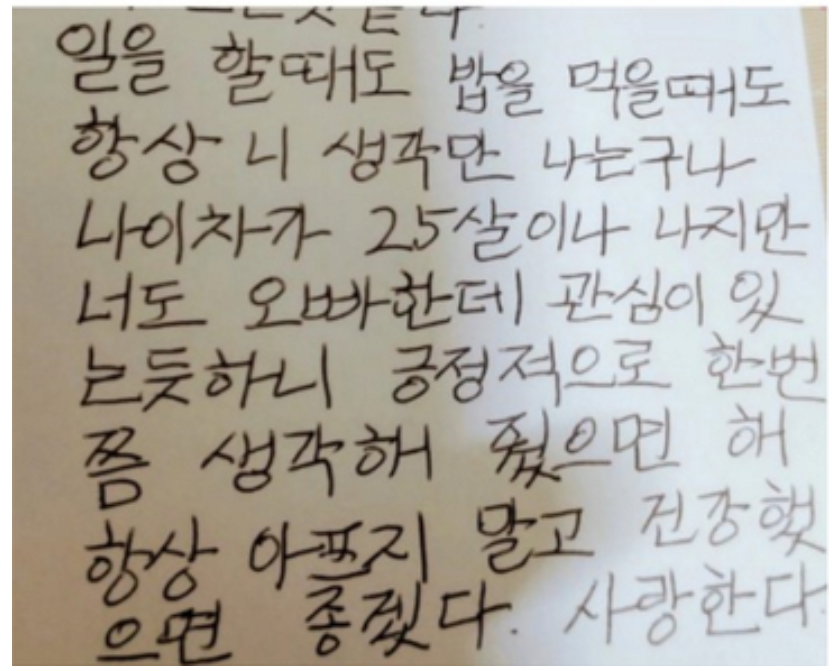 일을 할때도 밥을 먹을때도
항상 니 생각만 나는구나
나이차가 25살이나 나지만
너도 오빠한데 관심이 있
는듯하니 긍정적으로 한번
쯤 생각해 줬으면 해
항상 아프지 말고 건강했
으면 좋겠다. 사랑한다.